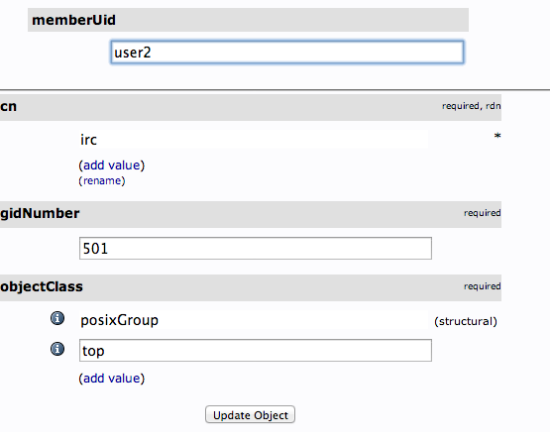 memberUid
user2
cn required, rdn
irc *
(add value)
(rename)
gidNumber required
501
objectClass required
posixGroup (structural)
top
(add value)
Update Object